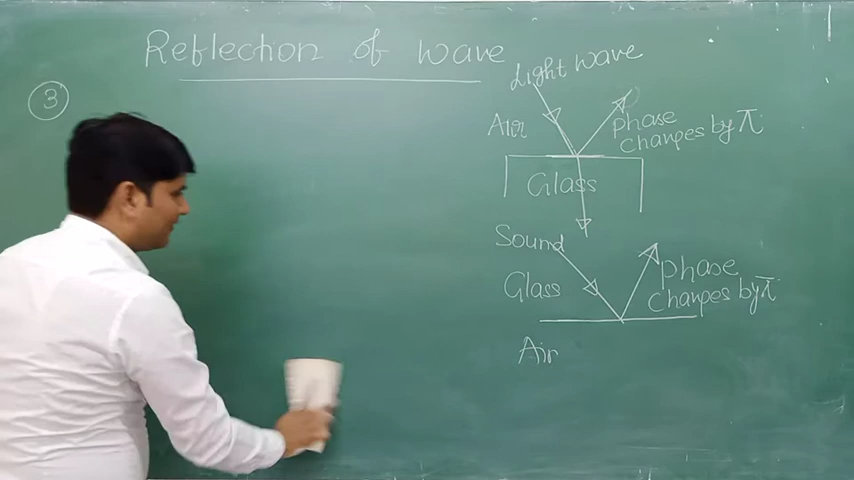 Reflection of wave
3
Light wave
Air
Phase
changes by π
Glass
Sound
Glass
Phase
changes by π
Air